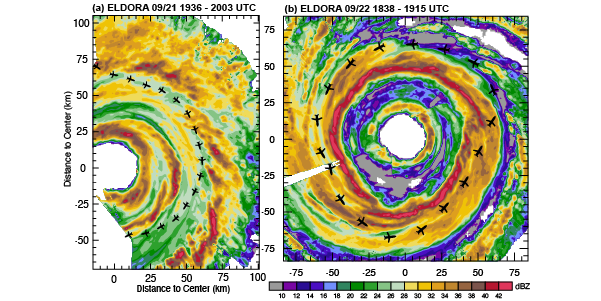 (a) ELDORA 09/21 1936 - 2003 UTC
(b) ELDORA 09/22 1838 - 1915 UTC
100
75
50
25
0
-25
-50
Distance to Center (km)
0 25 50 75 100
Distance to Center (km)
75
50
25
0
-25
-50
-75
-75 -50 -25 0 25 50 75
10 12 14 16 18 20 22 24 26 28 30 32 34 36 38 40 42 dBZ